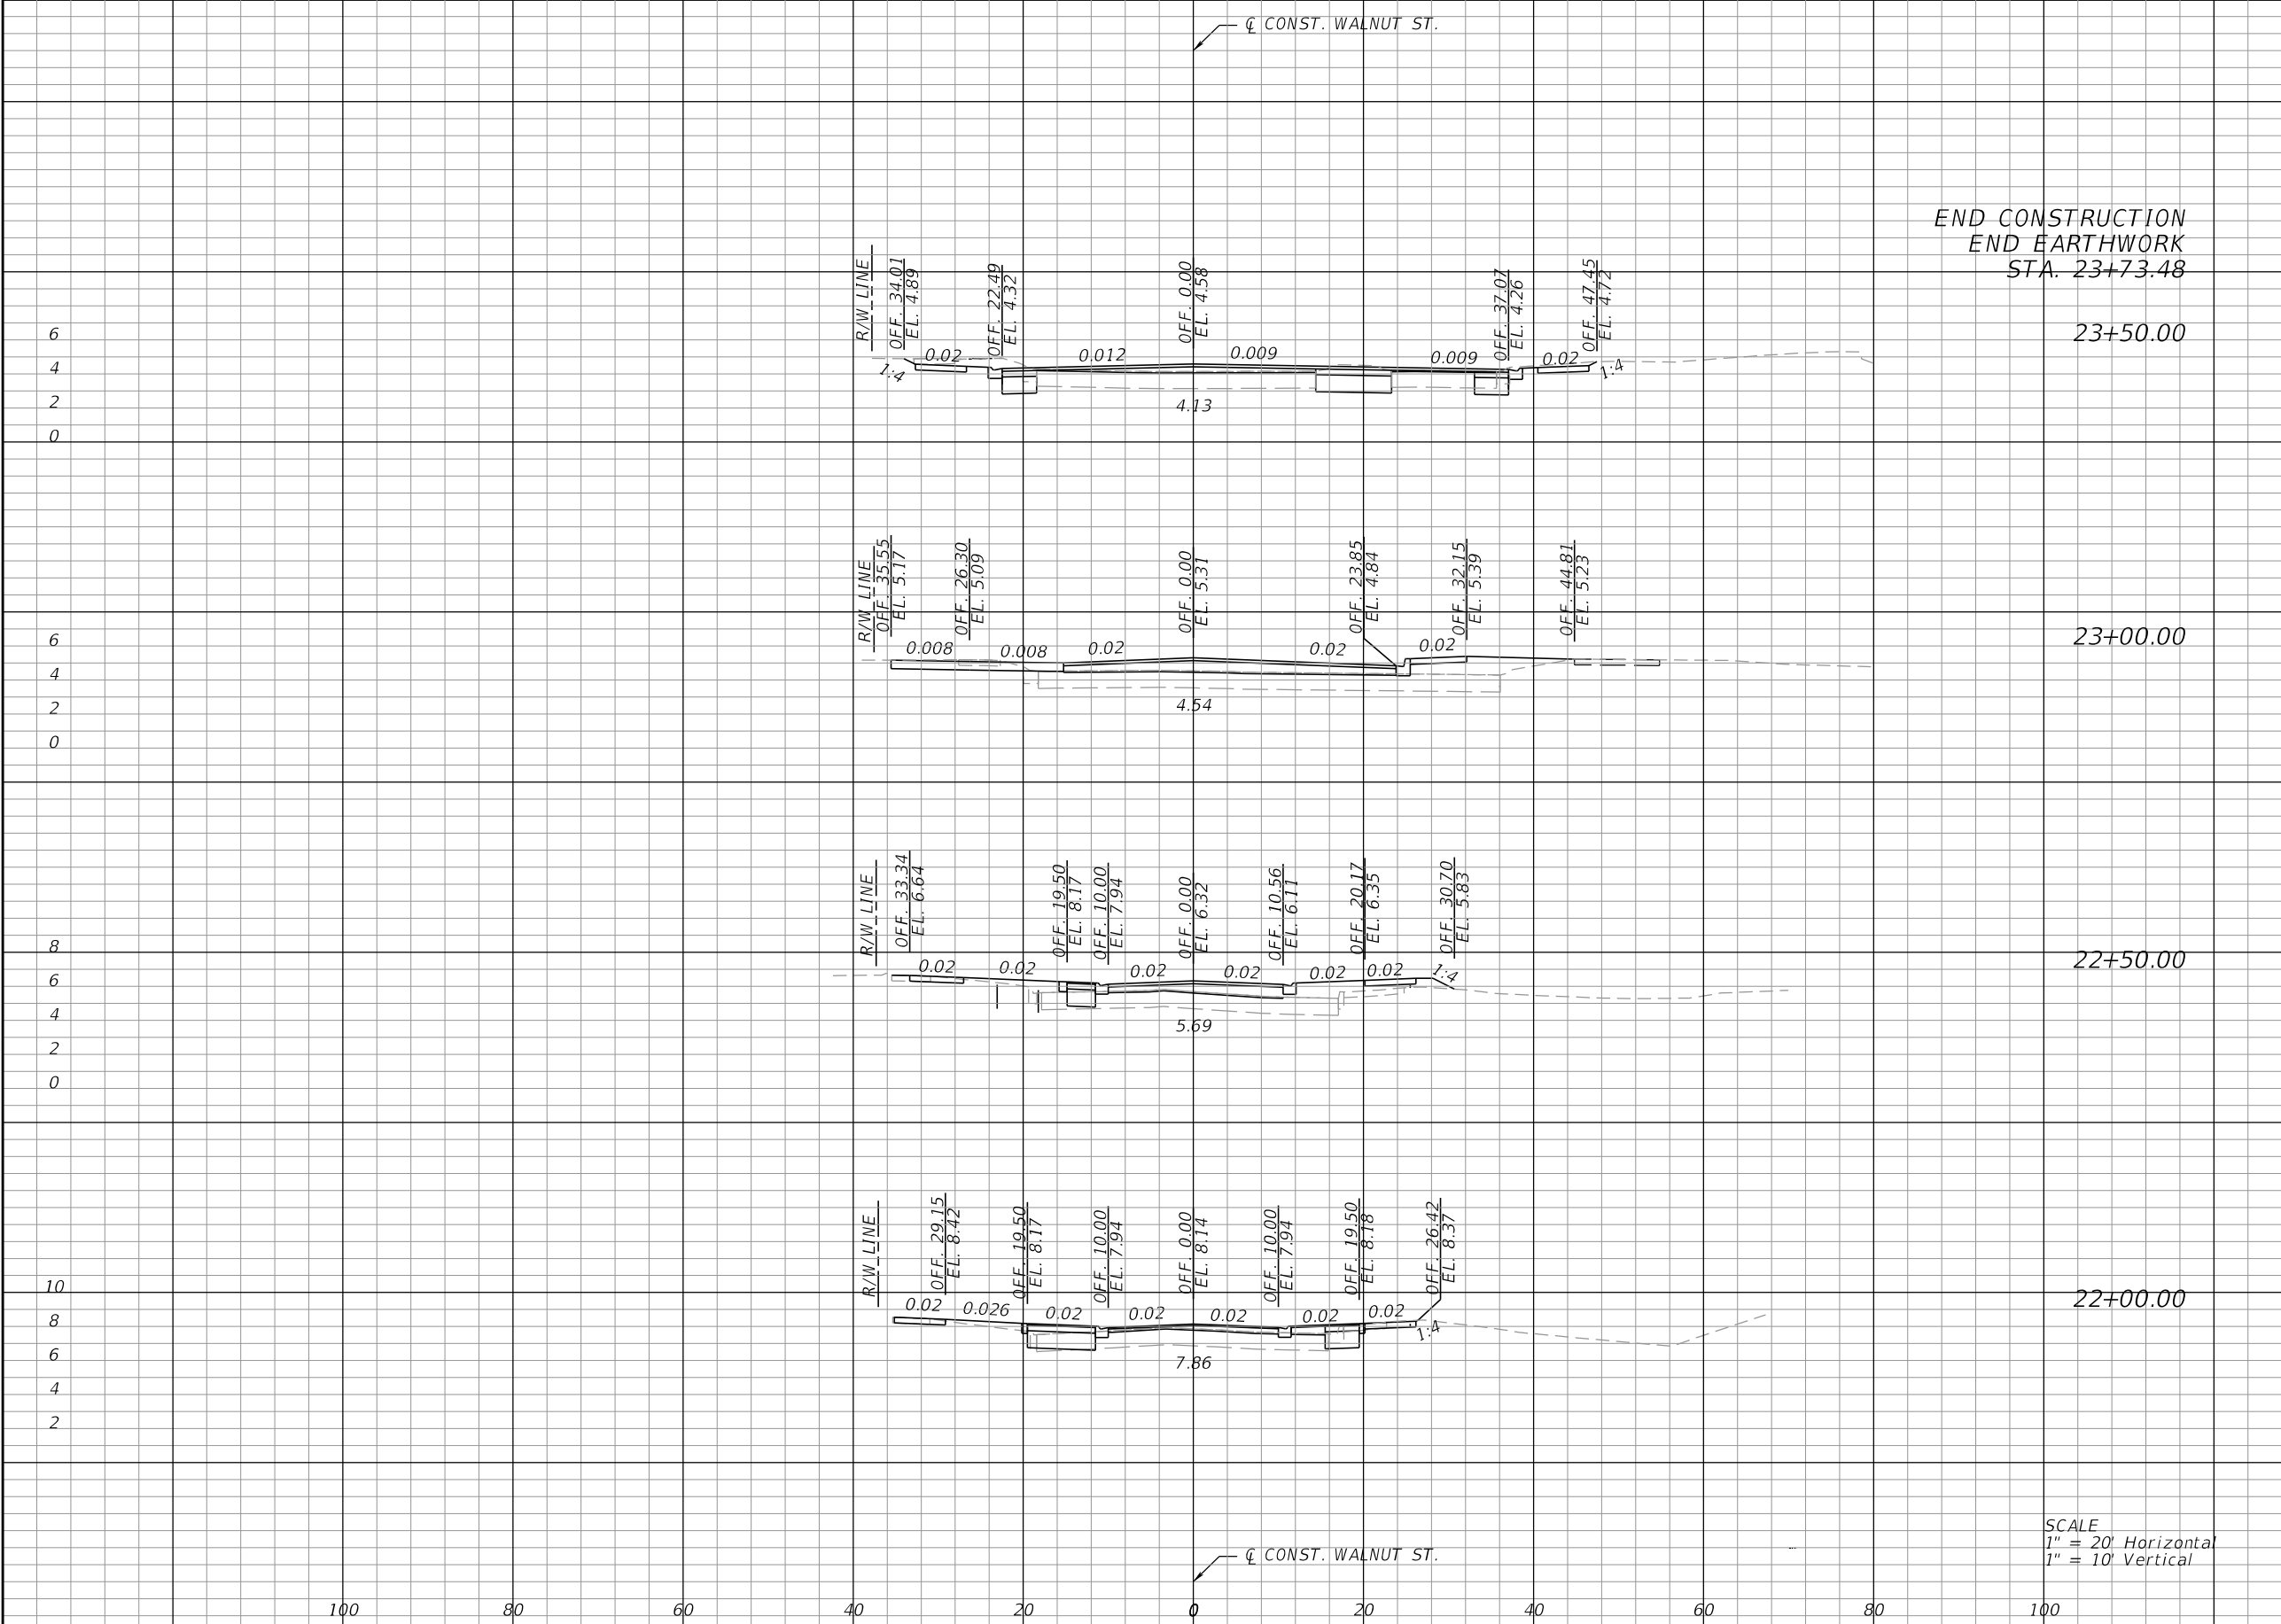 ℄ CONST. WALNUT ST.
END CONSTRUCTION
END EARTHWORK
STA. 23+73.48
R/W LINE
OFF. 34.01
EL. 4.89
OFF. 22.49
EL. 4.32
OFF. 0.00
EL. 4.58
OFF. 37.07
EL. 4.26
OFF. 47.45
EL. 4.72
6
23+50.00
4
2
0
1:4
0.02
0.012
0.009
0.009
0.02
1:4
4.13
R/W LINE
OFF. 35.55
EL. 5.17
OFF. 26.30
EL. 5.09
OFF. 0.00
EL. 5.31
OFF. 23.85
EL. 4.84
OFF. 32.15
EL. 5.39
OFF. 44.81
EL. 5.23
6
23+00.00
4
2
0
0.008
0.008
0.02
0.02
0.02
4.54
R/W LINE
OFF. 33.34
EL. 6.64
OFF. 19.50
EL. 8.17
OFF. 10.00
EL. 7.94
OFF. 0.00
EL. 6.32
OFF. 10.56
EL. 6.11
OFF. 20.17
EL. 6.35
OFF. 30.70
EL. 5.83
8
22+50.00
6
4
2
0
0.02
0.02
0.02
0.02
0.02
0.02
1:4
5.69
R/W LINE
OFF. 29.15
EL. 8.42
OFF. 19.50
EL. 8.17
OFF. 10.00
EL. 7.94
OFF. 0.00
EL. 8.14
OFF. 10.00
EL. 7.94
OFF. 19.50
EL. 8.18
OFF. 26.42
EL. 8.37
10
22+00.00
8
6
4
2
0.02
0.026
0.02
0.02
0.02
0.02
0.02
1:4
7.86
SCALE
1" = 20' Horizontal
1" = 10' Vertical
℄ CONST. WALNUT ST.
100 80 60 40 20 0 20 40 60 80 100